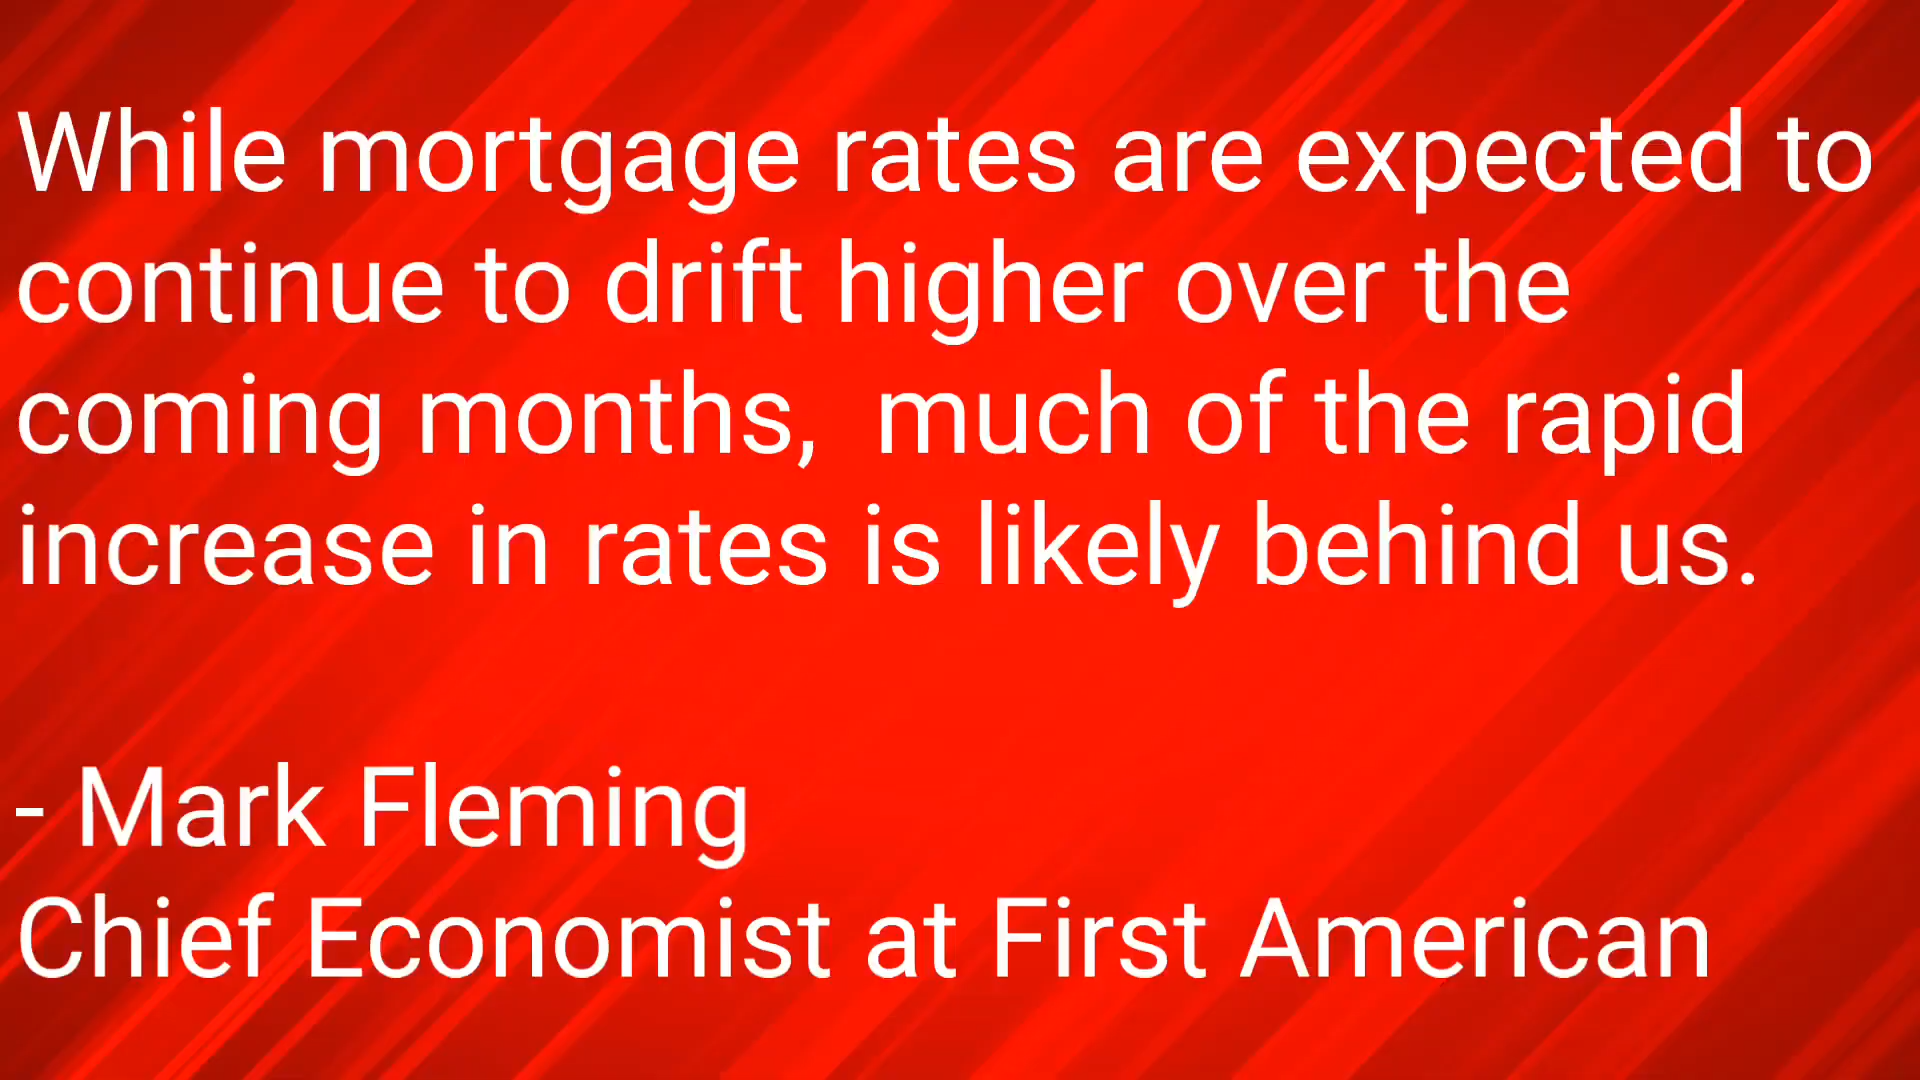 While mortgage rates are expected to
continue to drift higher over the
coming months,  much of the rapid
increase in rates is likely behind us.
- Mark Fleming
Chief Economist at First American